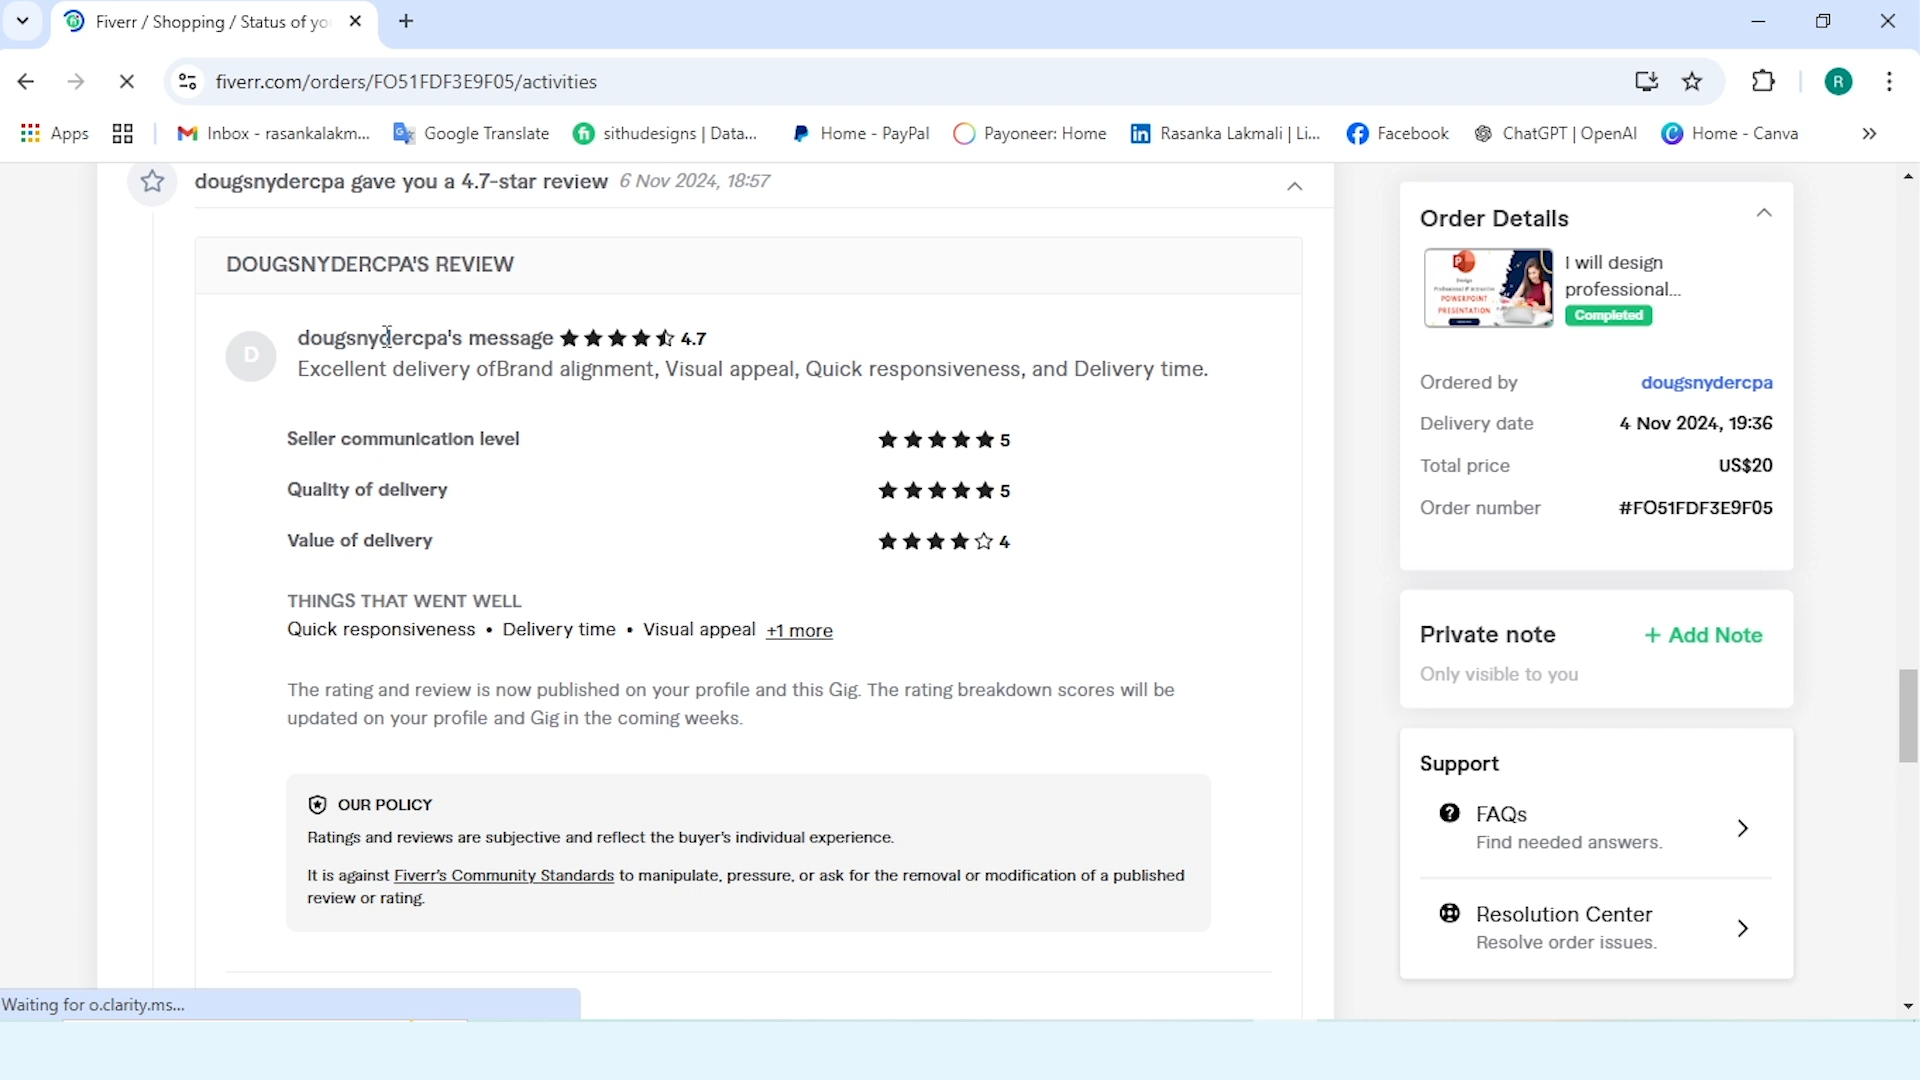 Fiverr / Shopping / Status of yo
fiverr.com/orders/FO51FDF3E9F05/activities
R
Apps
Inbox - rasankalakm...
Google Translate
sithudesigns | Data...
Home - PayPal
Payoneer: Home
Rasanka Lakmali | Li...
Facebook
ChatGPT | OpenAI
Home - Canva
dougsnydercpa gave you a 4.7-star review 6 Nov 2024, 18:57
DOUGSNYDERCPA'S REVIEW
D
dougsnydercpa's message 4.7
Excellent delivery ofBrand alignment, Visual appeal, Quick responsiveness, and Delivery time.
Seller communication level 5
Quality of delivery 5
Value of delivery 4
THINGS THAT WENT WELL
Quick responsiveness • Delivery time • Visual appeal +1 more
The rating and review is now published on your profile and this Gig. The rating breakdown scores will be
updated on your profile and Gig in the coming weeks.
OUR POLICY
Ratings and reviews are subjective and reflect the buyer's individual experience.
It is against Fiverr's Community Standards to manipulate, pressure, or ask for the removal or modification of a published
review or rating.
Order Details
P
Design
Professional & Attractive
POWERPOINT
PRESENTATION
I will design
professional...
Completed
Ordered by dougsnydercpa
Delivery date 4 Nov 2024, 19:36
Total price US$20
Order number #FO51FDF3E9F05
Private note + Add Note
Only visible to you
Support
FAQs
Find needed answers.
Resolution Center
Resolve order issues.
Waiting for o.clarity.ms...